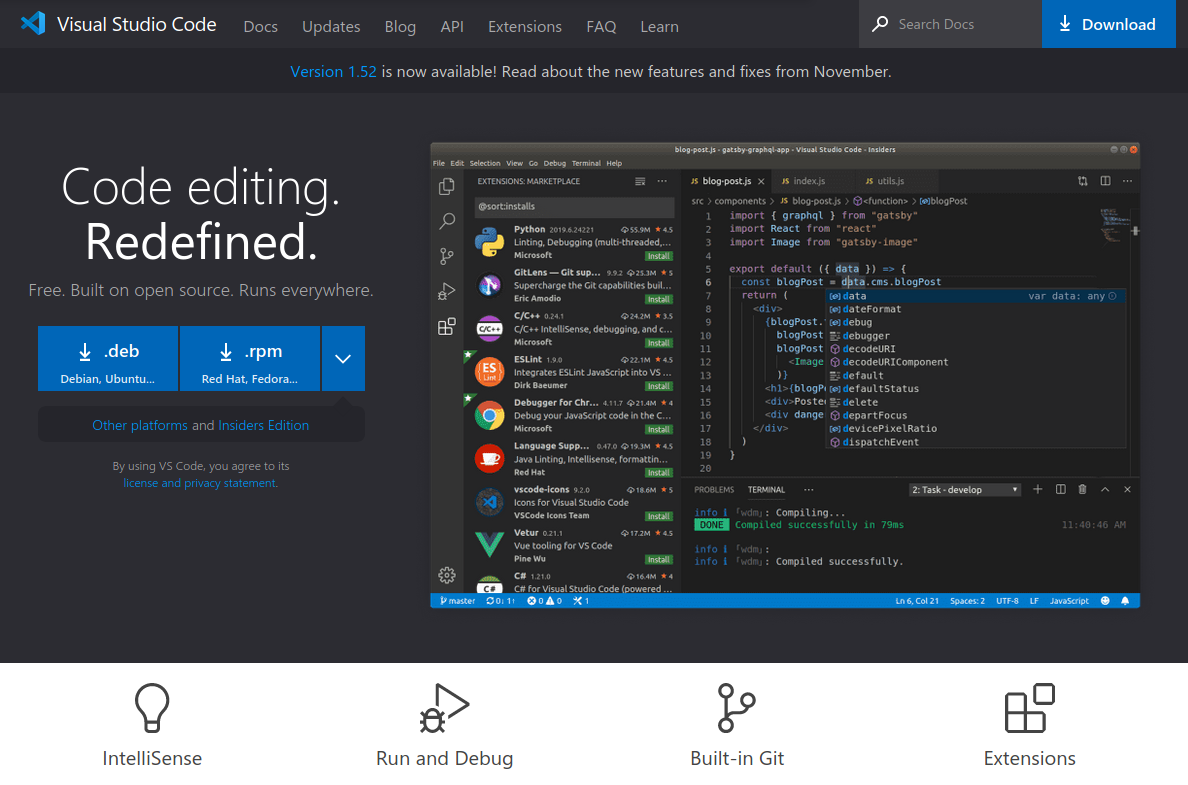 Visual Studio Code
Docs
Updates
Blog
API
Extensions
FAQ
Learn
Search Docs
Download
Version 1.52 is now available! Read about the new features and fixes from November.
Code editing.
Redefined.
Free. Built on open source. Runs everywhere.
.deb
Debian, Ubuntu...
.rpm
Red Hat, Fedora...
Other platforms and Insiders Edition
By using VS Code, you agree to its
license and privacy statement.
blog-post.js - gatsby-graphql-app - Visual Studio Code - Insiders
File Edit Selection View Go Debug Terminal Help
EXTENSIONS: MARKETPLACE
@sort:installs
Python 2019.6.24221 55.9M ★ 4.5
Linting, Debugging (multi-threaded,...
Microsoft Install
GitLens — Git sup... 9.9.2 25.3M ★ 5
Supercharge the Git capabilities buil...
Eric Amodio Install
C/C++ 0.24.1 24.2M ★ 3.5
C/C++ IntelliSense, debugging, and c...
Microsoft Install
ESLint 1.9.0 22.1M ★ 4.5
Integrates ESLint JavaScript into VS ...
Dirk Baeumer Install
Debugger for Chr... 4.11.7 21.4M ★ 4
Debug your JavaScript code in the C...
Microsoft Install
Language Supp... 0.47.0 19.3M ★ 4.5
Java Linting, Intellisense, formattin...
Red Hat Install
vscode-icons 9.2.0 18.6M ★ 5
Icons for Visual Studio Code
VSCode Icons Team Install
Vetur 0.21.1 17.2M ★ 4.5
Vue tooling for VS Code
Pine Wu Install
C# 1.21.0 16.4M ★ 4
C# for Visual Studio Code (powered ...
C/C++
ES
Lint
C#
JS blog-post.js ×
JS index.js
JS utils.js
src › components › JS blog-post.js › <function> › blogPost
1 import { graphql } from "gatsby"
2 import React from "react"
3 import Image from "gatsby-image"
4
5 export default ({ data }) => {
6 const blogPost = data.cms.blogPost
7 return (
8 <div>
9 {blogPost.
10 blogPost
11 blogPost
12 <Image
13 )}
14 <h1>{blogP
15 <div>Poste
16 <div dange
17 </div>
18 )
19 }
20
data var data: any
dateFormat
debug
debugger
decodeURI
decodeURIComponent
default
defaultStatus
delete
departFocus
devicePixelRatio
dispatchEvent
PROBLEMS TERMINAL ··· 2: Task - develop
info i ｢wdm｣: Compiling...
DONE Compiled successfully in 79ms 11:40:46 AM
info i ｢wdm｣:
info i ｢wdm｣: Compiled successfully.
master 0↓ 1↑ 0 0 1 Ln 6, Col 21 Spaces: 2 UTF-8 LF JavaScript
IntelliSense
Run and Debug
Built-in Git
Extensions